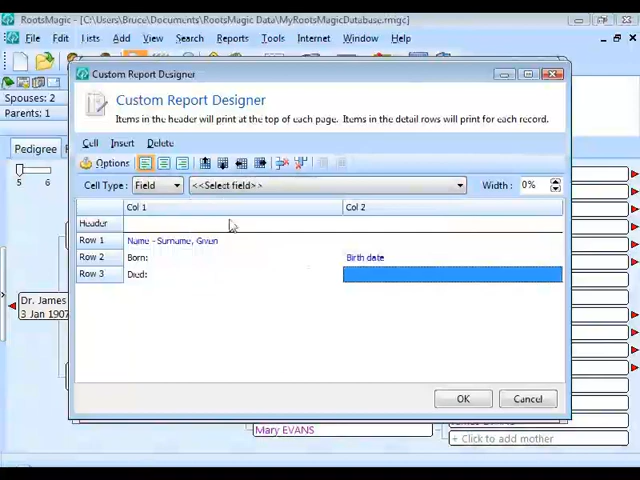 RootsMagic - [C:\Users\Bruce\Documents\RootsMagic Data\MyRootsMagicDatabase.rmgc]
File Edit Lists Add View Search Reports Tools Internet Window Help
Custom Report Designer
Spouses: 2
Parents: 1
Custom Report Designer
Items in the header will print at the top of each page. Items in the detail rows will print for each record.
Cell Insert Delete
Pedigree
Options
5 6
Cell Type: Field <<Select field>> Width: 0%
Col 1 Col 2
Header
Row 1 Name - Surname, Given
Row 2 Born: Birth date
Row 3 Died:
Dr. James
3 Jan 1907
OK Cancel
Mary EVANS
+ Click to add mother